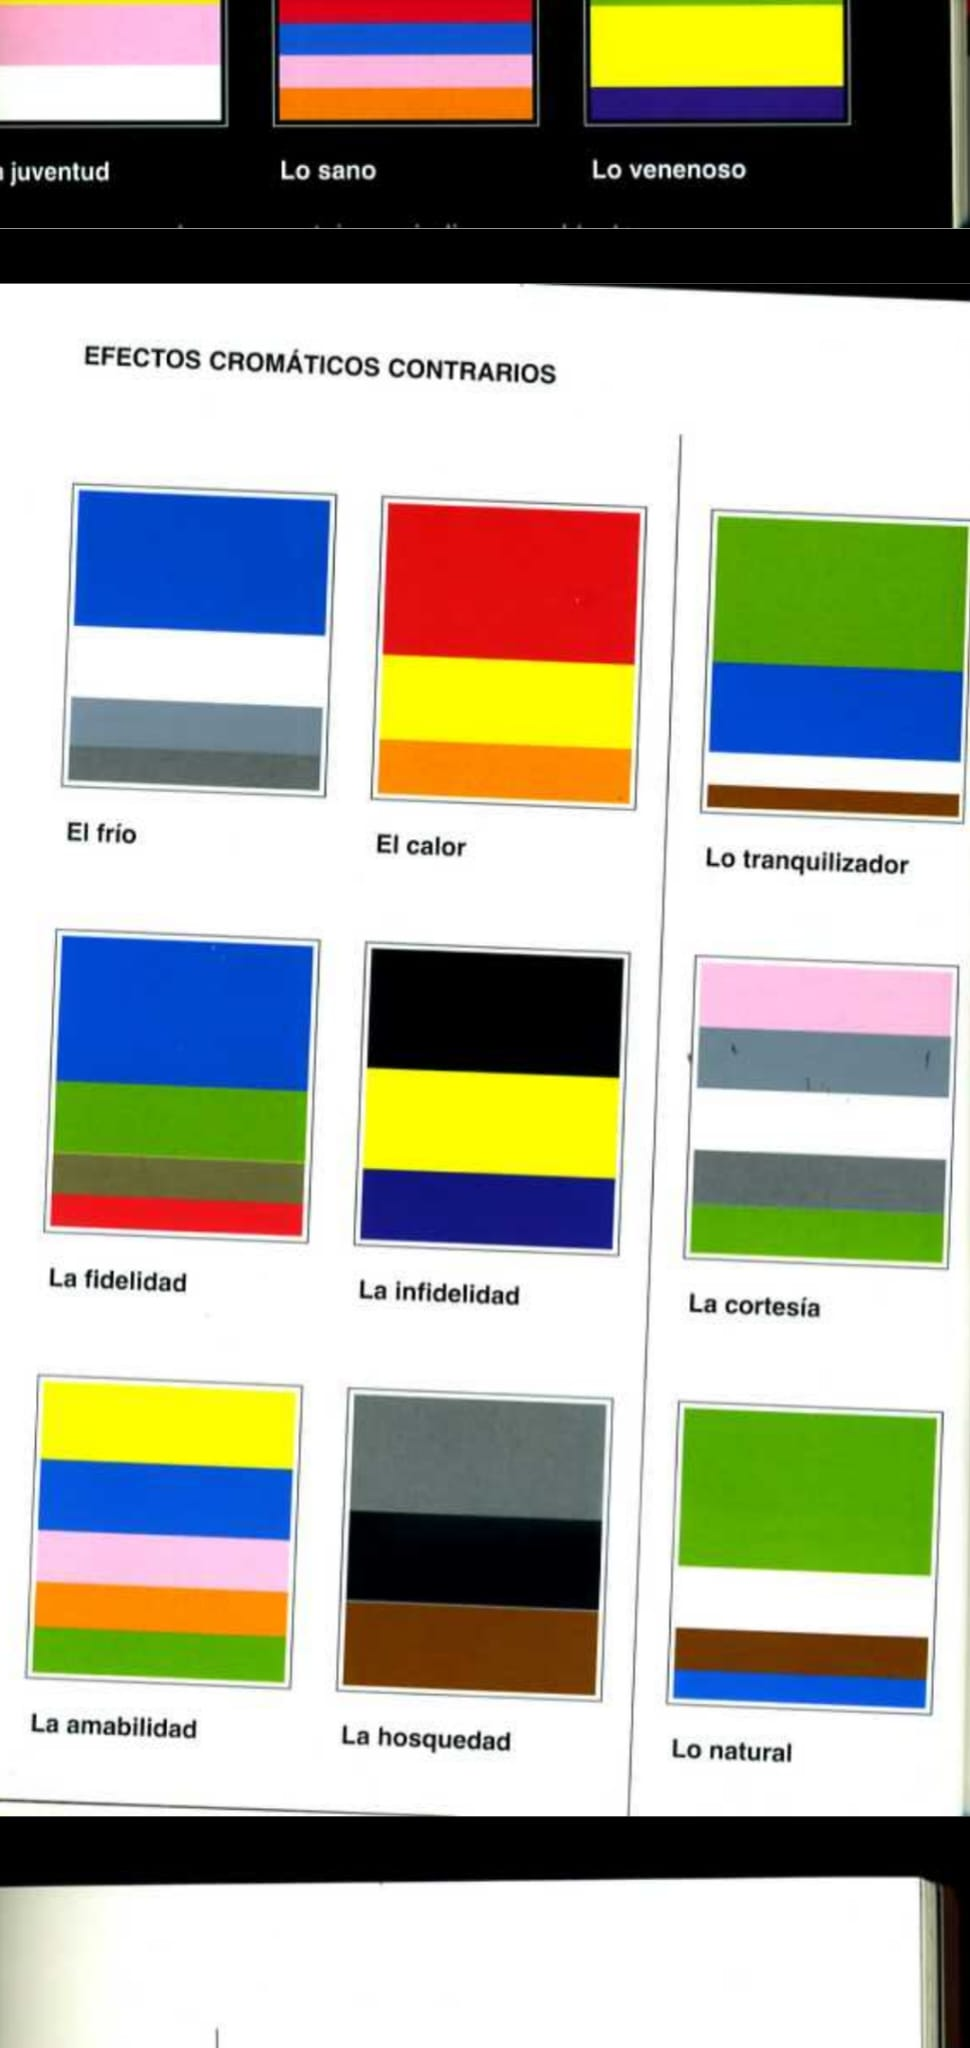 juventud
Lo sano
Lo venenoso
EFECTOS CROMÁTICOS CONTRARIOS
El frío
El calor
Lo tranquilizador
La fidelidad
La infidelidad
La cortesía
La amabilidad
La hosquedad
Lo natural